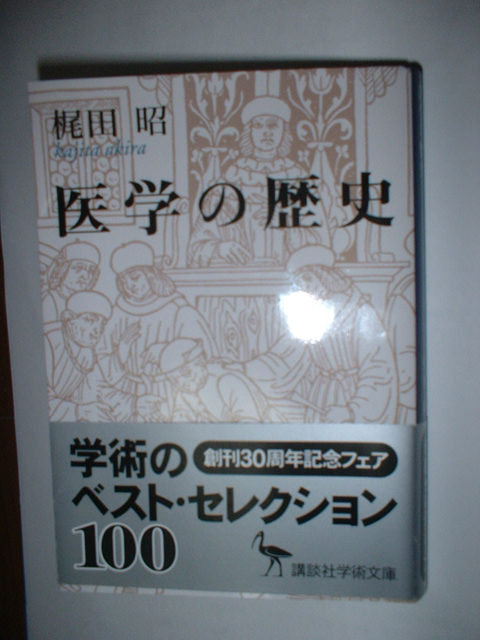 梶田 昭
kajita akira
医学の歴史
学術の
創刊30周年記念フェア
ベスト・セレクション
100
講談社学術文庫